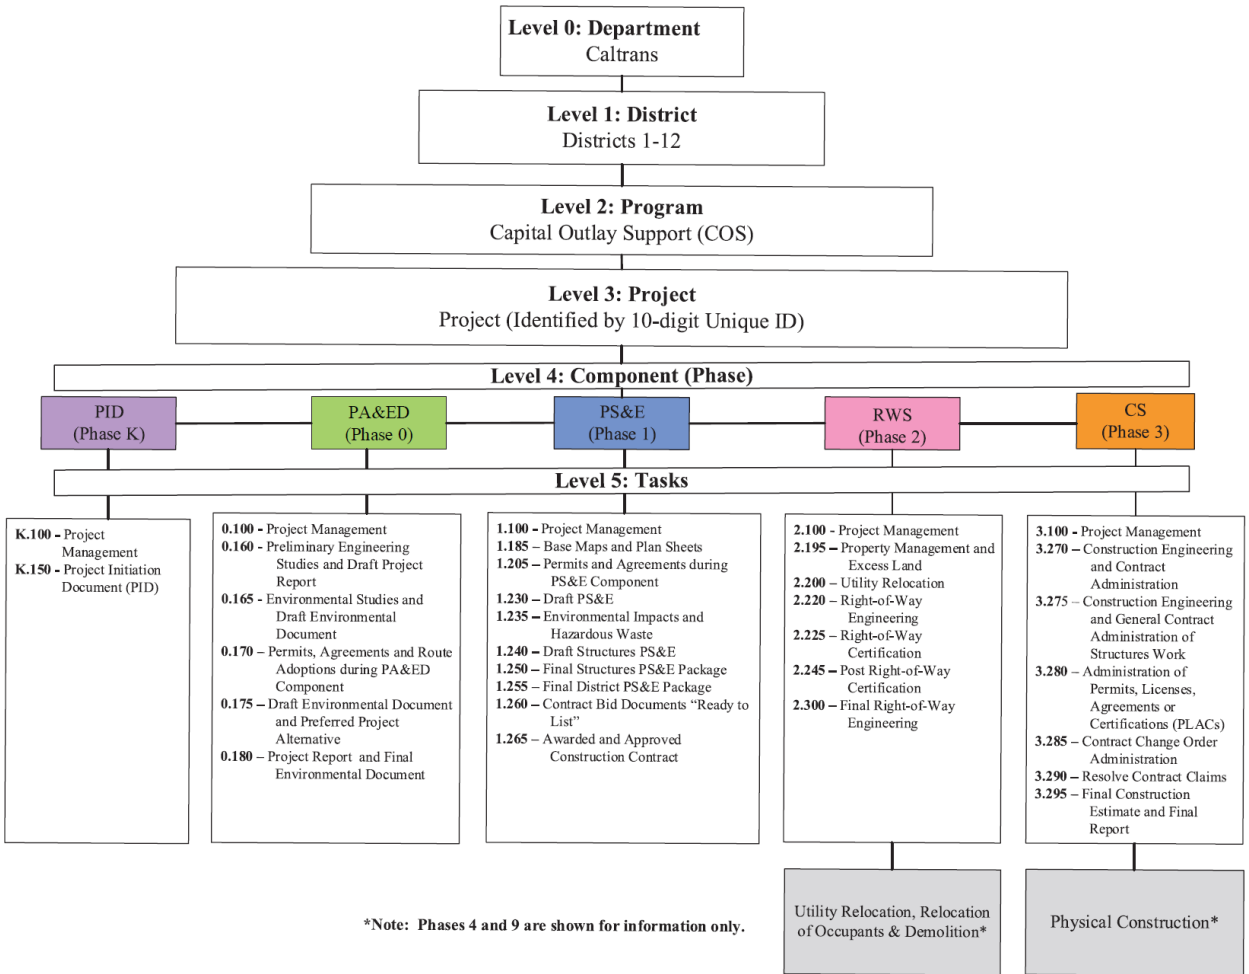 Level 0: Department
Caltrans
Level 1: District
Districts 1-12
Level 2: Program
Capital Outlay Support (COS)
Level 3: Project
Project (Identified by 10-digit Unique ID)
Level 4: Component (Phase)
PID
(Phase K)
PA&ED
(Phase 0)
PS&E
(Phase 1)
RWS
(Phase 2)
CS
(Phase 3)
Level 5: Tasks
K.100 - Project
Management
K.150 - Project Initiation
Document (PID)
0.100 - Project Management
0.160 – Preliminary Engineering
Studies and Draft Project
Report
0.165 - Environmental Studies and
Draft Environmental
Document
0.170 – Permits, Agreements and Route
Adoptions during PA&ED
Component
0.175 – Draft Environmental Document
and Preferred Project
Alternative
0.180 – Project Report and Final
Environmental Document
1.100 - Project Management
1.185 – Base Maps and Plan Sheets
1.205 – Permits and Agreements during
PS&E Component
1.230 – Draft PS&E
1.235 – Environmental Impacts and
Hazardous Waste
1.240 – Draft Structures PS&E
1.250 – Final Structures PS&E Package
1.255 – Final District PS&E Package
1.260 – Contract Bid Documents “Ready to
List”
1.265 – Awarded and Approved
Construction Contract
2.100 - Project Management
2.195 – Property Management and
Excess Land
2.200 – Utility Relocation
2.220 – Right-of-Way
Engineering
2.225 – Right-of-Way
Certification
2.245 – Post Right-of-Way
Certification
2.300 – Final Right-of-Way
Engineering
3.100 - Project Management
3.270 – Construction Engineering
and Contract
Administration
3.275 – Construction Engineering
and General Contract
Administration of
Structures Work
3.280 – Administration of
Permits, Licenses,
Agreements or
Certifications (PLACs)
3.285 – Contract Change Order
Administration
3.290 – Resolve Contract Claims
3.295 – Final Construction
Estimate and Final
Report
Utility Relocation, Relocation
of Occupants & Demolition*
Physical Construction*
*Note: Phases 4 and 9 are shown for information only.